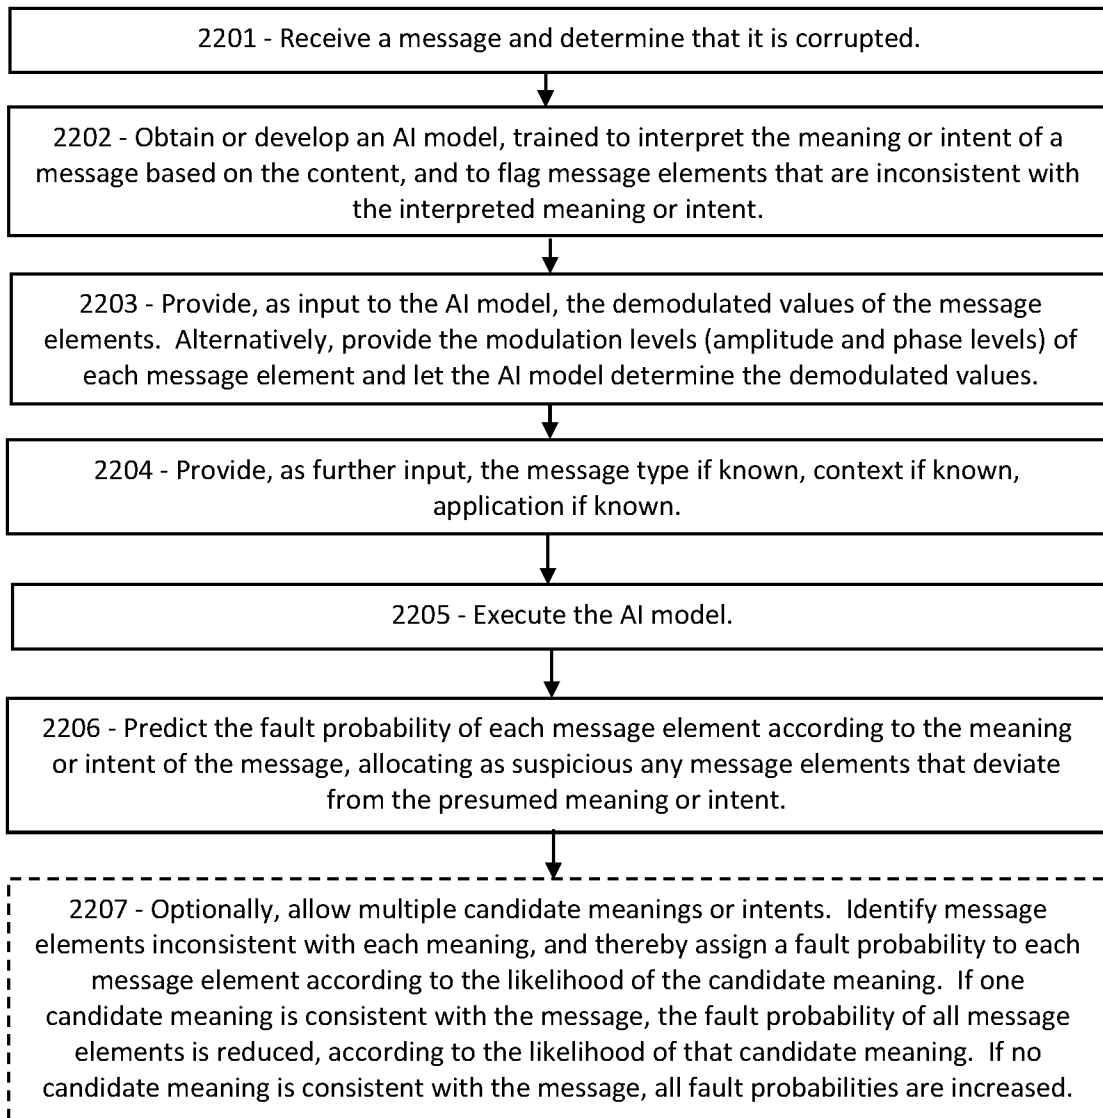 2201 - Receive a message and determine that it is corrupted.
2202 - Obtain or develop an AI model, trained to interpret the meaning or intent of a
message based on the content, and to flag message elements that are inconsistent with
the interpreted meaning or intent.
2203 - Provide, as input to the AI model, the demodulated values of the message
elements.  Alternatively, provide the modulation levels (amplitude and phase levels) of
each message element and let the AI model determine the demodulated values.
2204 - Provide, as further input, the message type if known, context if known,
application if known.
2205 - Execute the AI model.
2206 - Predict the fault probability of each message element according to the meaning
or intent of the message, allocating as suspicious any message elements that deviate
from the presumed meaning or intent.
2207 - Optionally, allow multiple candidate meanings or intents.  Identify message
elements inconsistent with each meaning, and thereby assign a fault probability to each
message element according to the likelihood of the candidate meaning.  If one
candidate meaning is consistent with the message, the fault probability of all message
elements is reduced, according to the likelihood of that candidate meaning.  If no
candidate meaning is consistent with the message, all fault probabilities are increased.